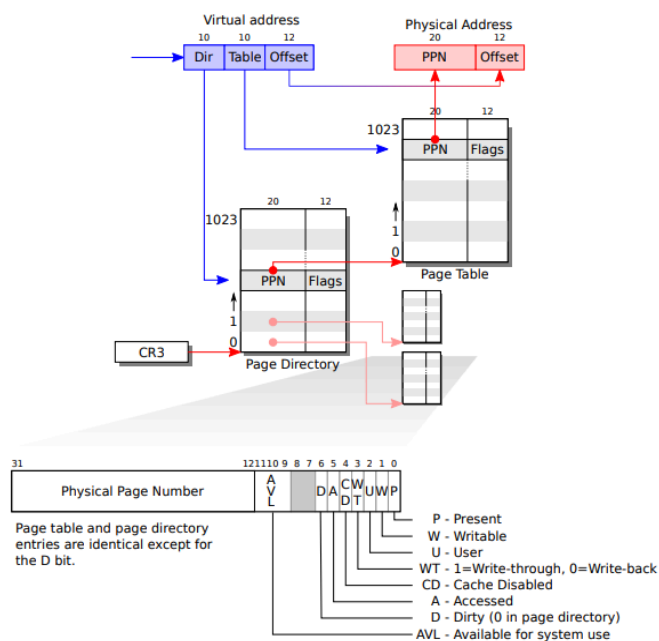 Virtual address
Physical Address
10 10 12
20 12
Dir Table Offset
PPN Offset
20 12
1023
PPN Flags
20 12
1023
1
0
PPN Flags
Page Table
1
0
CR3
Page Directory
31
12 11 10 9 8 7 6 5 4 3 2 1 0
Physical Page Number
AVL
D A CD WT U W P
Page table and page directory
entries are identical except for
the D bit.
P - Present
W - Writable
U - User
WT - 1=Write-through, 0=Write-back
CD - Cache Disabled
A - Accessed
D - Dirty (0 in page directory)
AVL - Available for system use